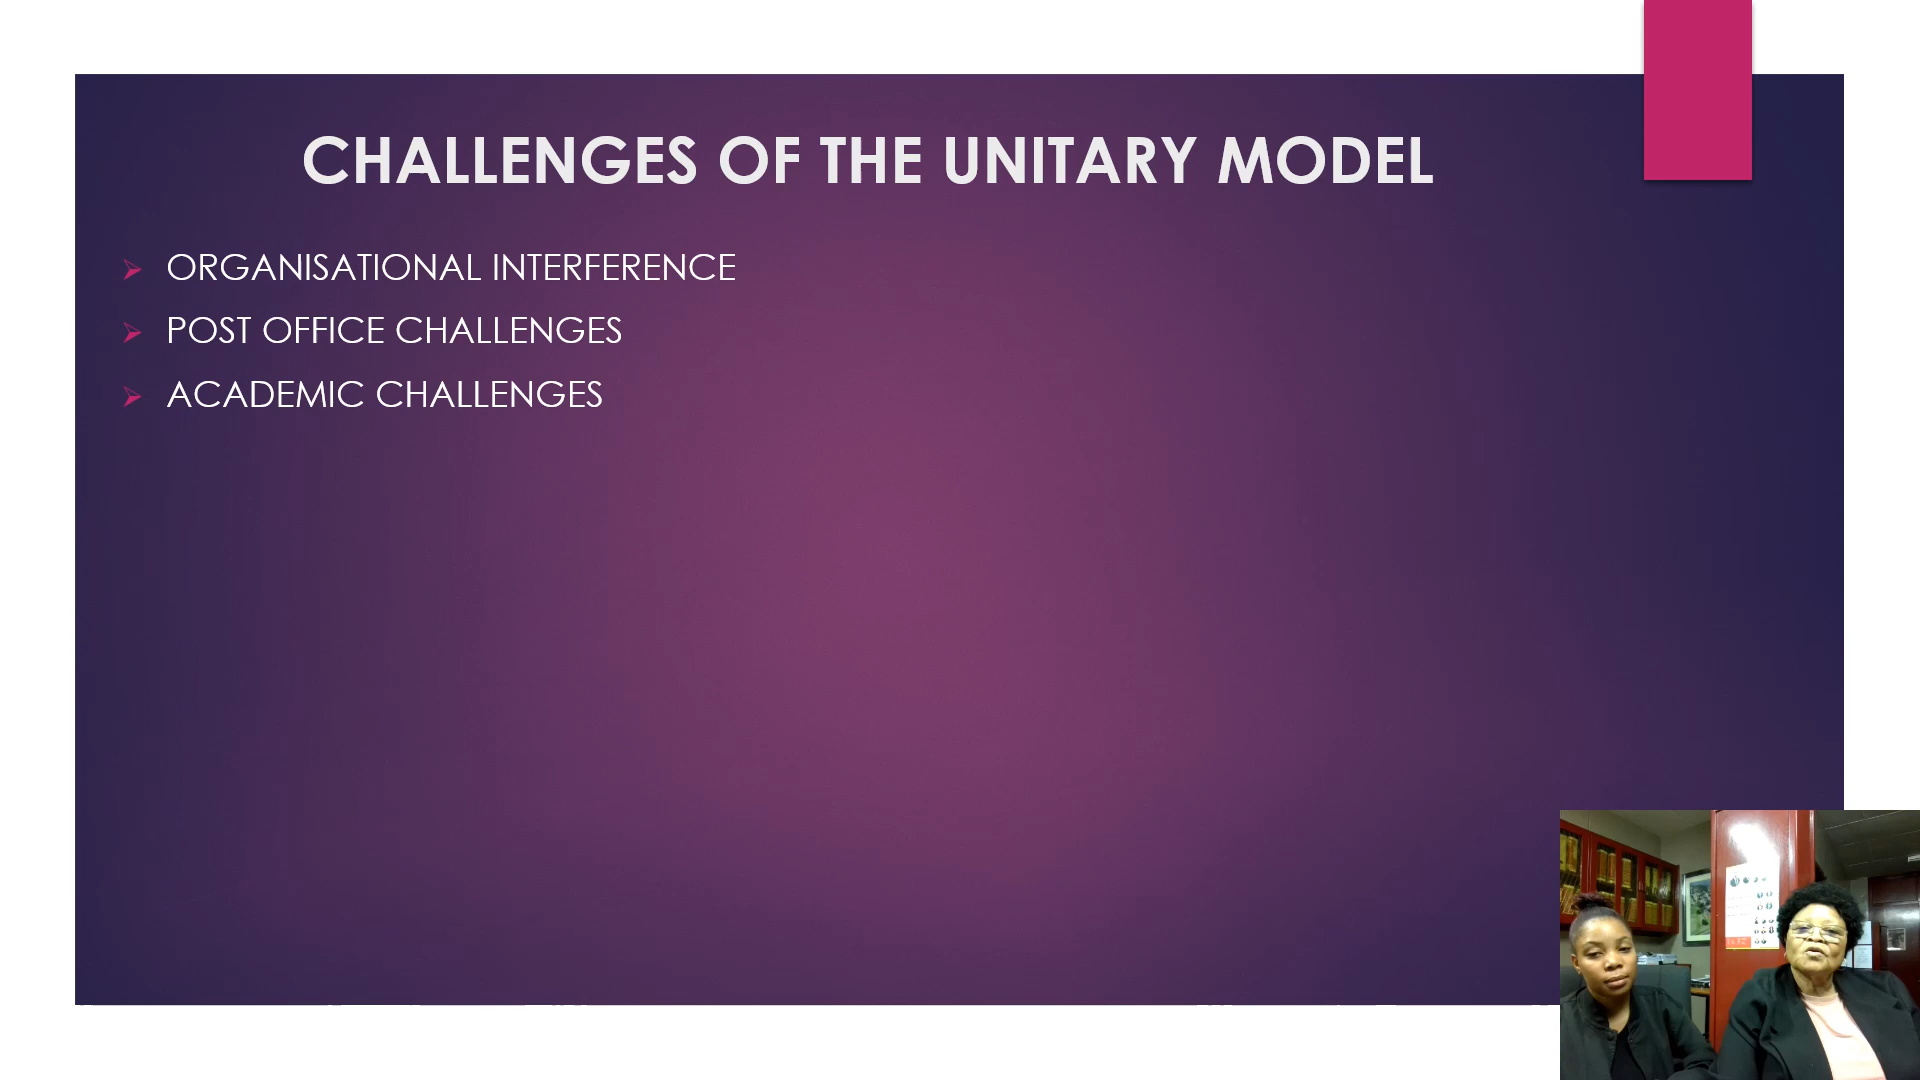 CHALLENGES OF THE UNITARY MODEL
ORGANISATIONAL INTERFERENCE
POST OFFICE CHALLENGES
ACADEMIC CHALLENGES